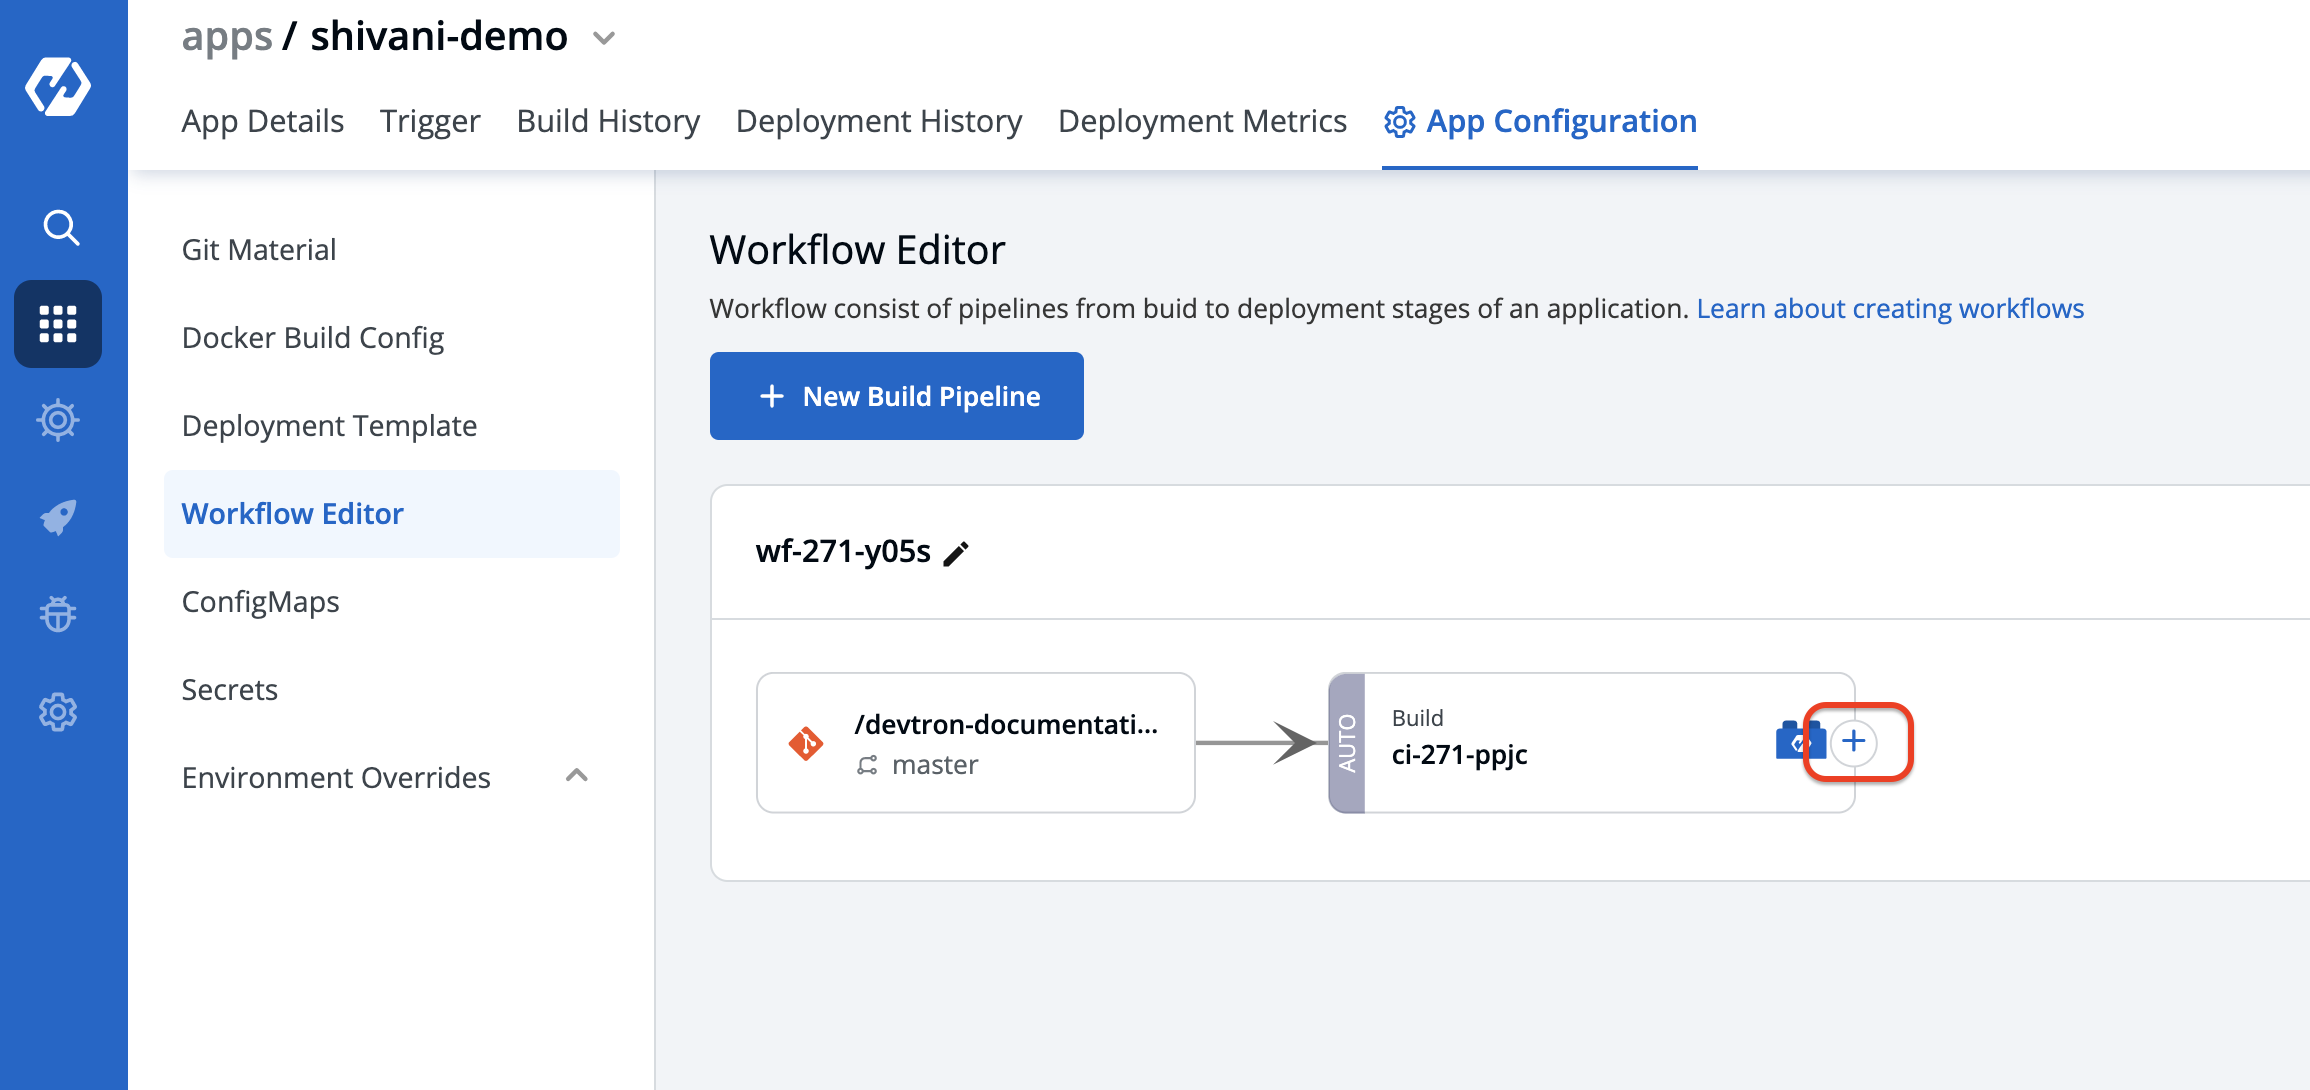 apps / shivani-demo
App Details Trigger Build History Deployment History Deployment Metrics App Configuration
Git Material
Docker Build Config
Deployment Template
Workflow Editor
ConfigMaps
Secrets
Environment Overrides
Workflow Editor
Workflow consist of pipelines from buid to deployment stages of an application. Learn about creating workflows
+ New Build Pipeline
wf-271-y05s
/devtron-documentati...
master
AUTO
Build
ci-271-ppjc